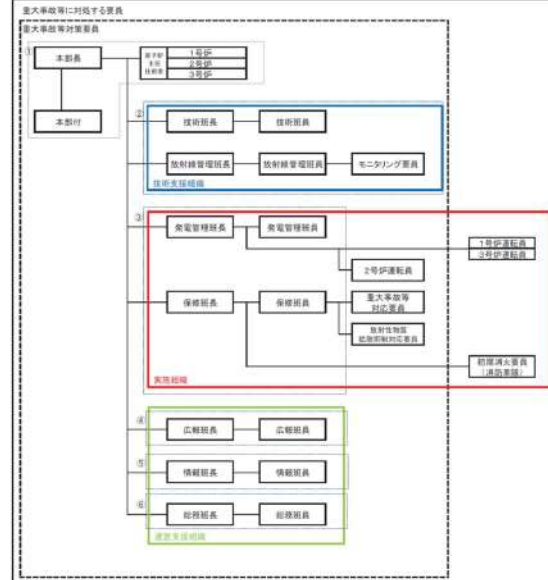 重大事故等に対処する要員
重大事故等対策要員
①
本部長
原子炉
主任
技術者
1号炉
2号炉
3号炉
本部付
②
技術班長
技術班員
放射線管理班長
放射線管理班員
モニタリング要員
技術支援組織
③
発電管理班長
発電管理班員
1号炉運転員
3号炉運転員
2号炉運転員
保修班長
保修班員
重大事故等
対応要員
放射性物質
拡散抑制対応要員
初期消火要員
(消防車隊)
実施組織
④
広報班長
広報班員
⑤
情報班長
情報班員
⑥
総務班長
総務班員
運営支援組織